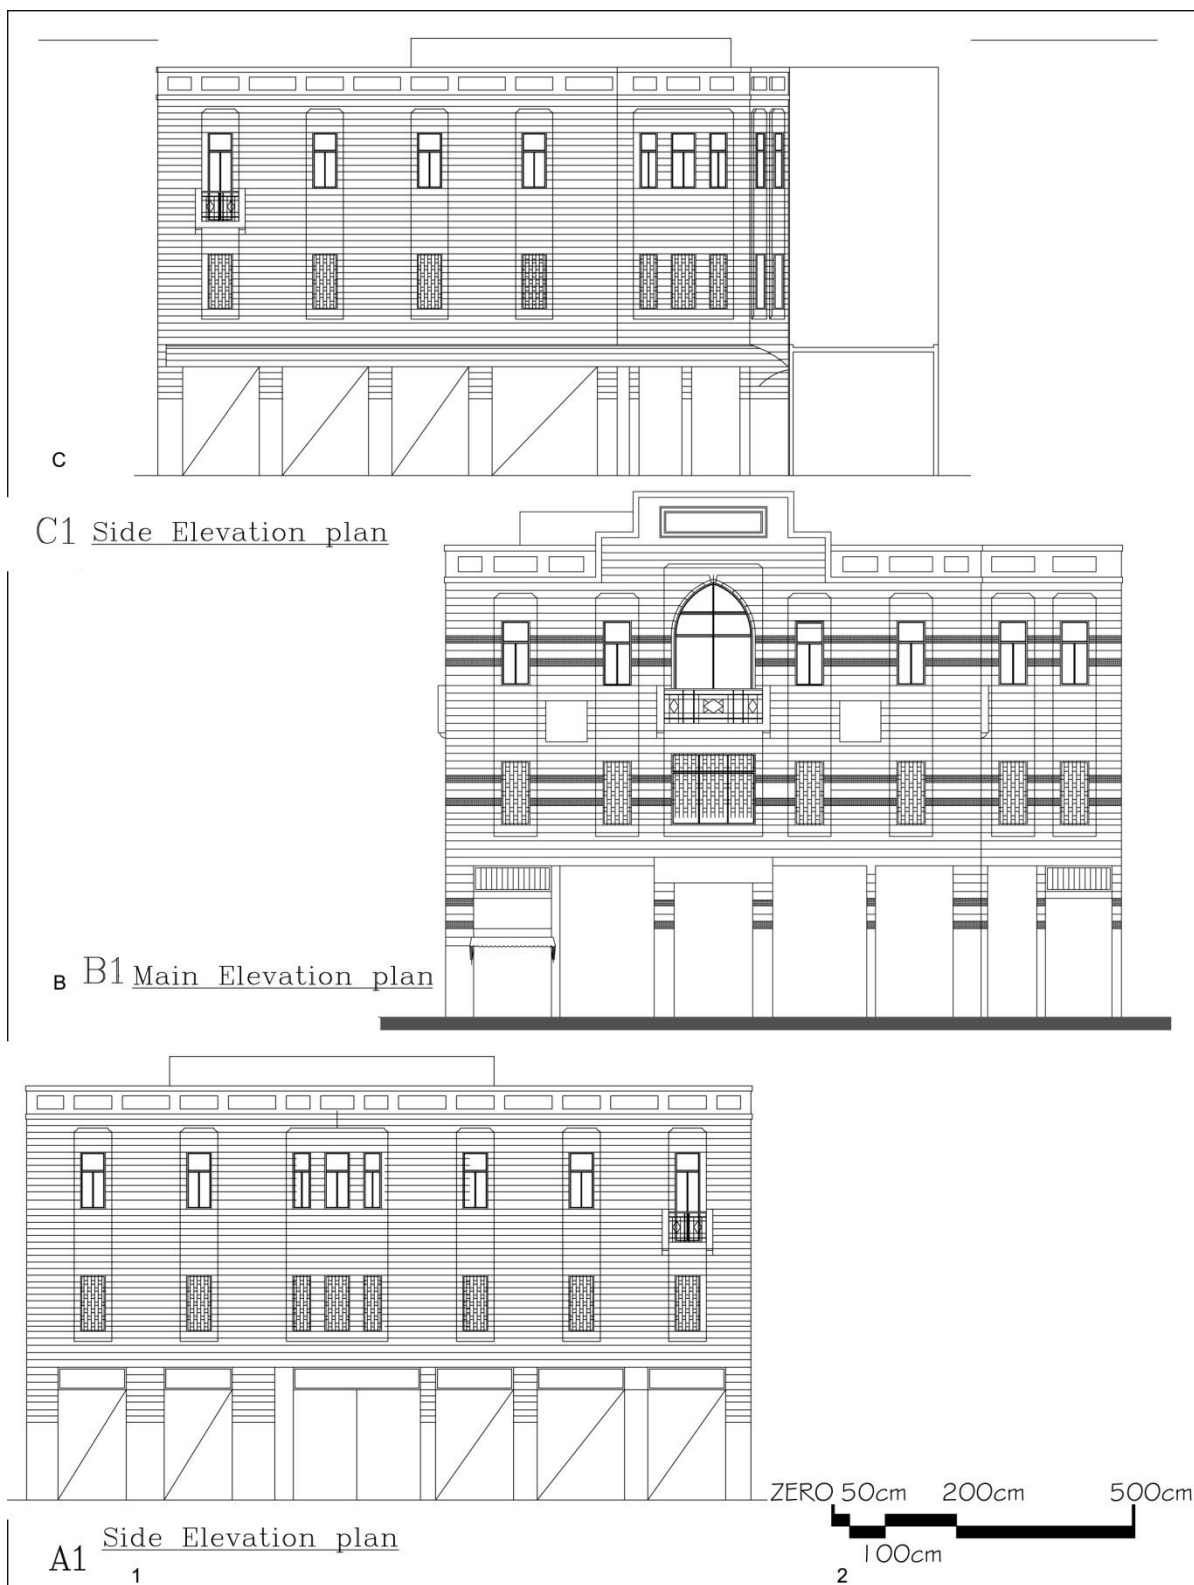 C
C1 Side Elevation plan
B B1 Main Elevation plan
ZERO 50cm 200cm 500cm
100cm
A1 Side Elevation plan
1 2